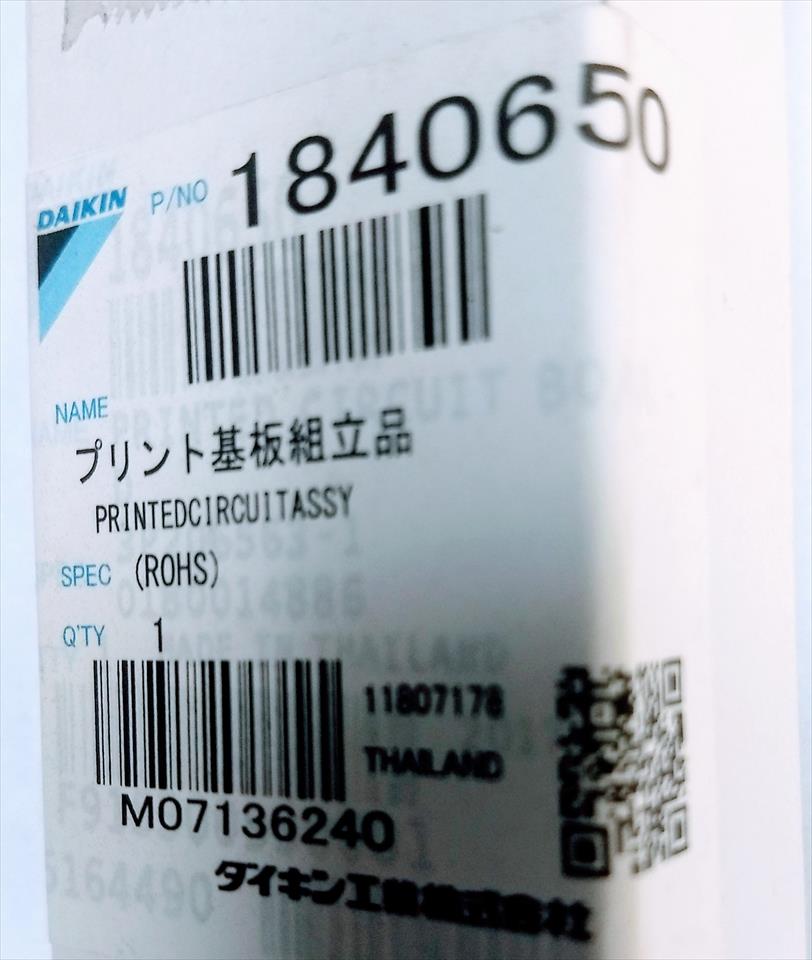 DAIKIN P/NO 1840650
NAME
プリント基板組立品
PRINTEDCIRCUITASSY
SPEC (ROHS)
Q'TY 1
11807178
THAILAND
M07136240
ダイキン工業株式会社